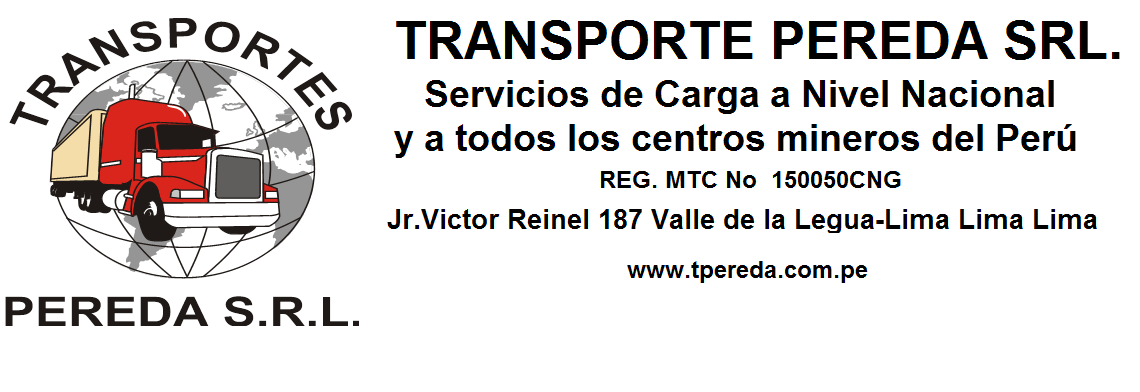 TRANSPORTES
PEREDA S.R.L.
TRANSPORTE PEREDA SRL.
Servicios de Carga a Nivel Nacional
y a todos los centros mineros del Perú
REG. MTC No 150050CNG
Jr.Victor Reinel 187 Valle de la Legua-Lima Lima Lima
www.tpereda.com.pe